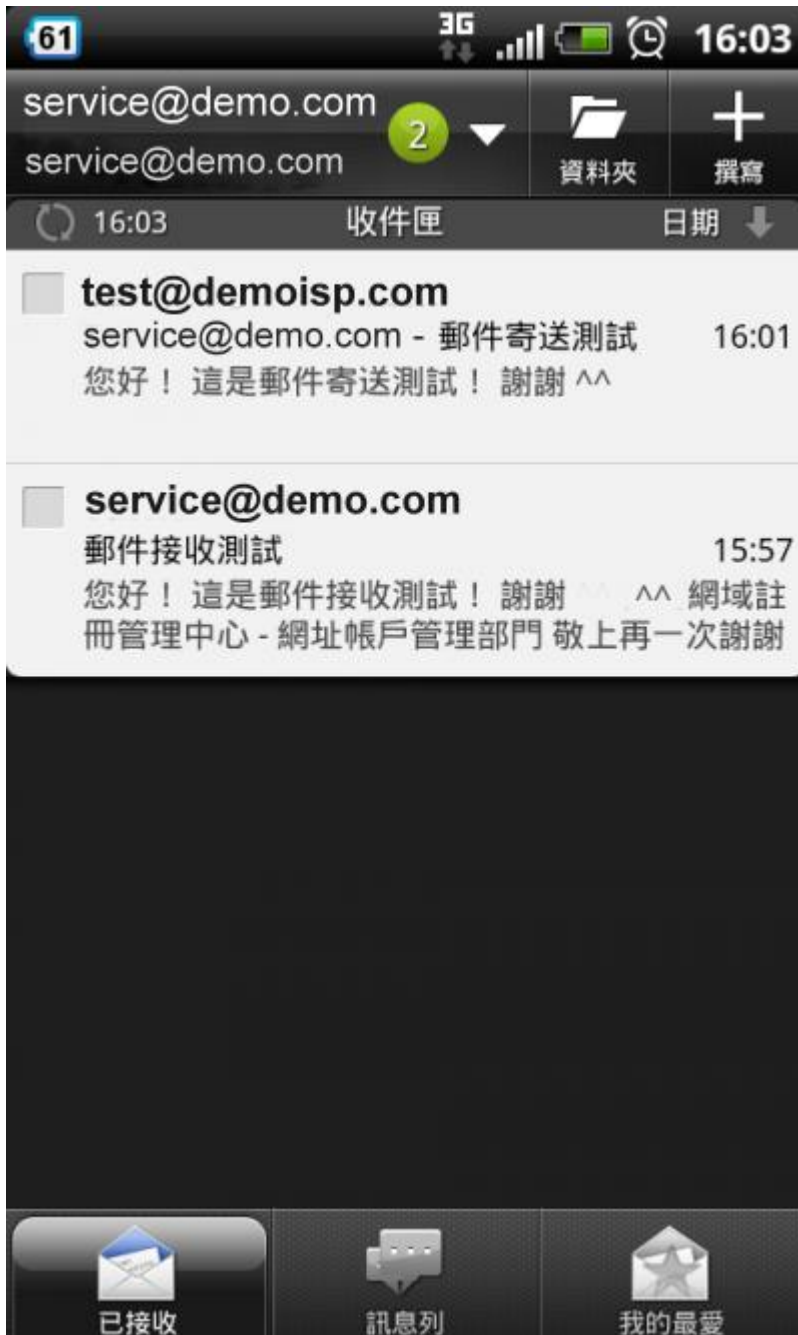 61 3G 16:03
service@demo.com
service@demo.com
2
資料夾 撰寫
16:03 收件匣 日期
test@demoisp.com
service@demo.com - 郵件寄送測試 16:01
您好！ 這是郵件寄送測試！ 謝謝 ^^
service@demo.com
郵件接收測試 15:57
您好！ 這是郵件接收測試！ 謝謝 ^^ 網域註
冊管理中心 - 網址帳戶管理部門 敬上再一次謝謝
已接收 訊息列 我的最愛